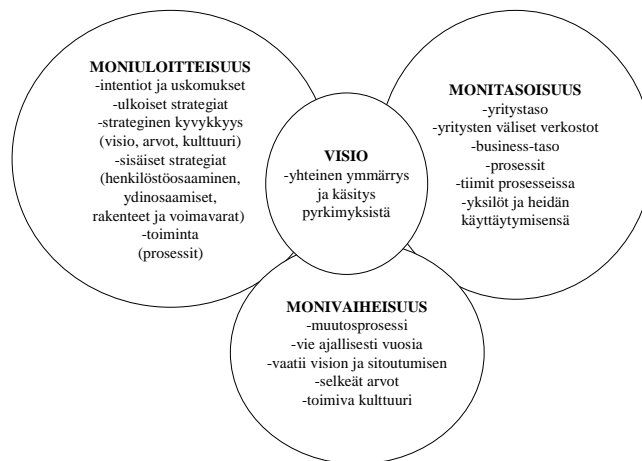 MONIULOITTEISUUS
-intentiot ja uskomukset
-ulkoiset strategiat
-strateginen kyvykkyys
(visio, arvot, kulttuuri)
-sisäiset strategiat
(henkilöstöosaaminen,
ydinosaamiset,
rakenteet ja voimavarat)
-toiminta
(prosessit)
VISIO
-yhteinen ymmärrys
ja käsitys
pyrkimyksistä
MONITASOISUUS
-yritystaso
-yritysten väliset verkostot
-business-taso
-prosessit
-tiimit prosesseissa
-yksilöt ja heidän
käyttäytymisensä
MONIVAIHEISUUS
-muutosprosessi
-vie ajallisesti vuosia
-vaatii vision ja sitoutumisen
-selkeät arvot
-toimiva kulttuuri